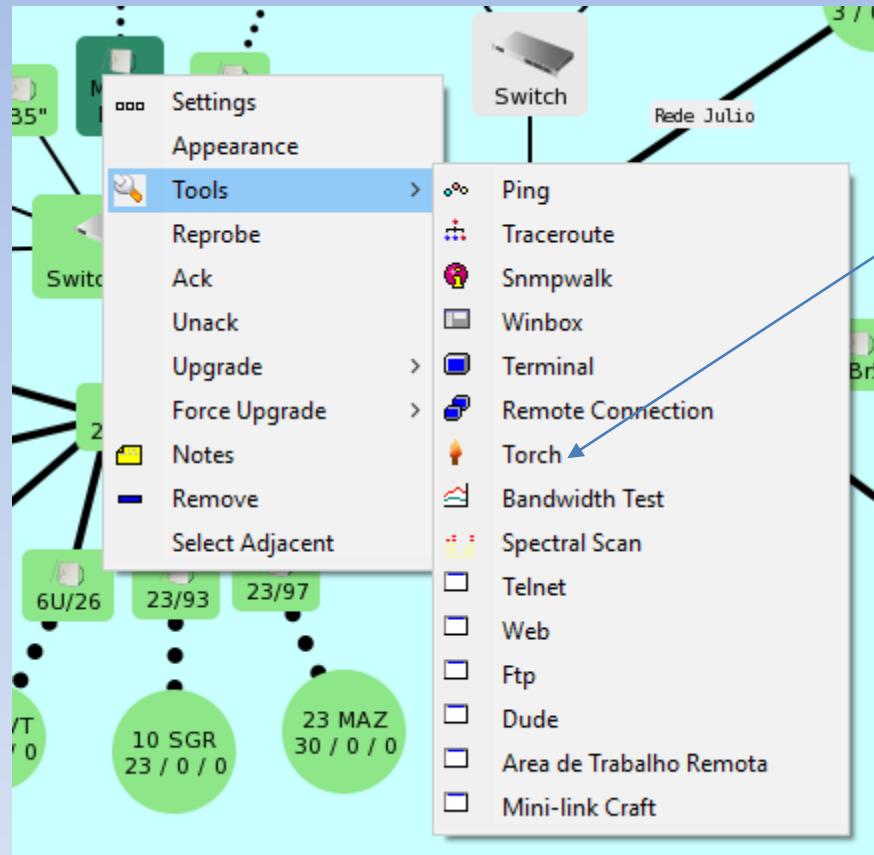 3 /
Switch
Rede Julio
B5"
Settings
Appearance
Tools
Reprobe
Ack
Unack
Upgrade
Force Upgrade
Notes
Remove
Select Adjacent
Ping
Traceroute
Snmpwalk
Winbox
Terminal
Remote Connection
Torch
Bandwidth Test
Spectral Scan
Telnet
Web
Ftp
Dude
Area de Trabalho Remota
Mini-link Craft
6U/26
23/93
23/97
10 SGR
23 / 0 / 0
23 MAZ
30 / 0 / 0